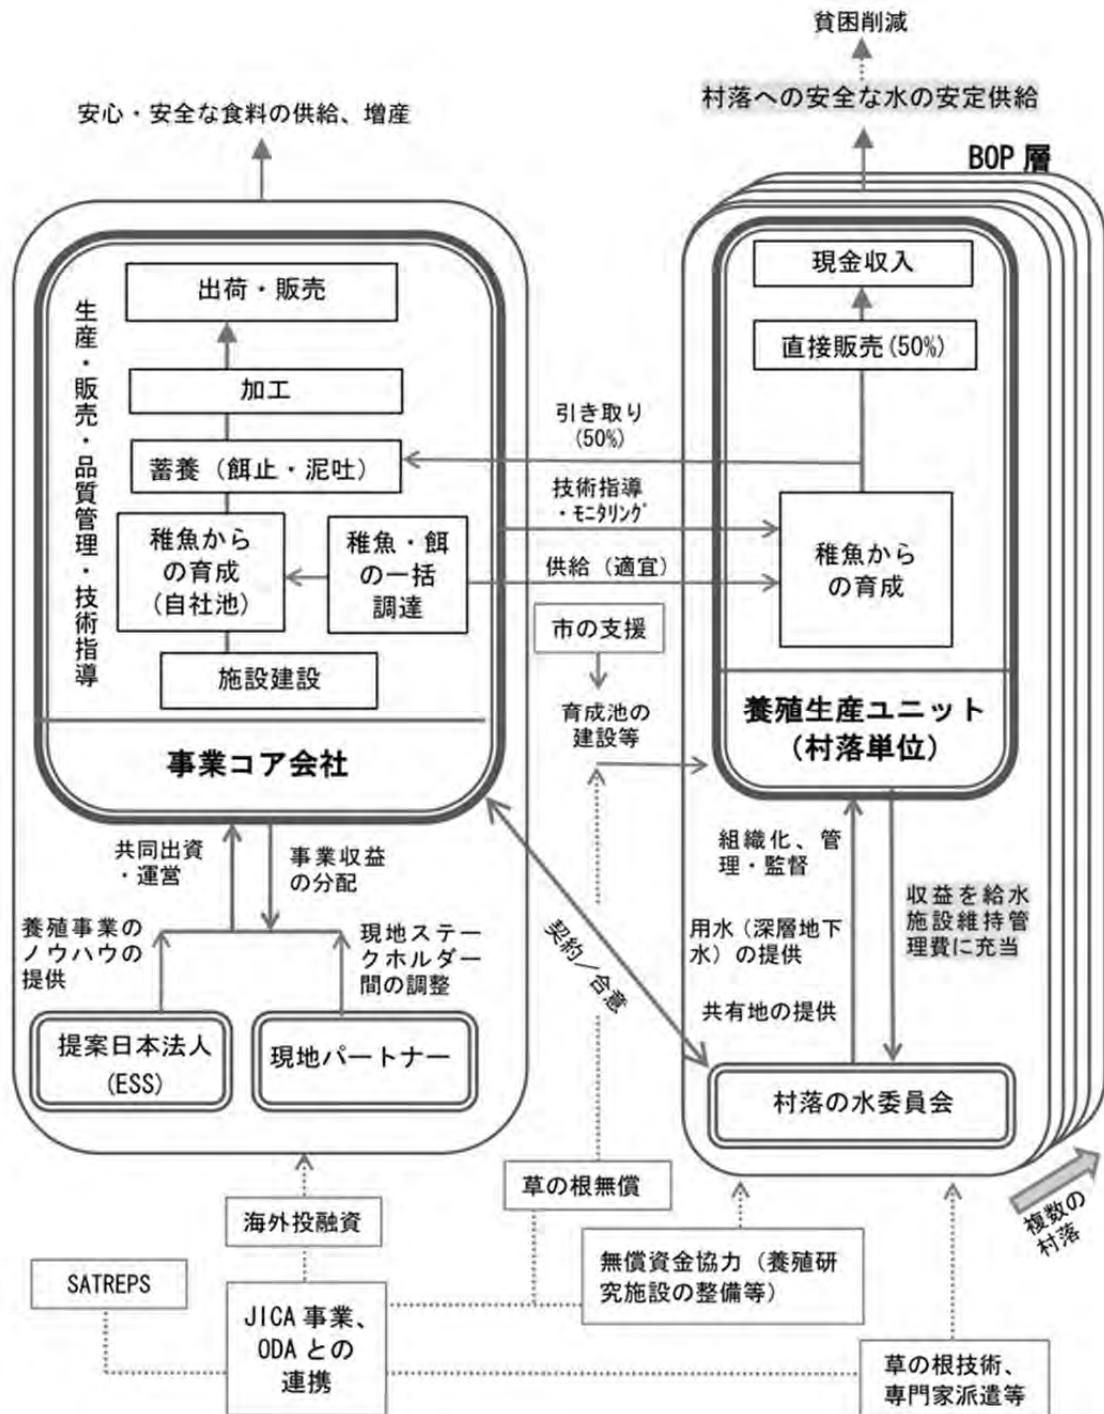 貧困削減
村落への安全な水の安定供給
安心・安全な食料の供給、増産
BOP 層
出荷・販売
加工
蓄養（餌止・泥吐）
稚魚から
の育成
(自社池)
稚魚・餌
の一括
調達
施設建設
生産・販売・品質管理・技術指導
事業コア会社
現金収入
直接販売(50%)
引き取り
(50%)
技術指導
・モニタリング
供給（適宜）
稚魚から
の育成
市の支援
育成池の
建設等
養殖生産ユニット
（村落単位）
共同出資
・運営
事業収益
の分配
養殖事業の
ノウハウの
提供
現地ステー
クホルダー
間の調整
提案日本法人
(ESS)
現地パートナー
契約／合意
組織化、管
理・監督
用水（深層地下
水）の提供
共有地の提供
収益を給水
施設維持管
理費に充当
村落の水委員会
複数の
村落
草の根無償
海外投融資
無償資金協力（養殖研
究施設の整備等）
SATREPS
JICA 事業、
ODA との
連携
草の根技術、
専門家派遣等